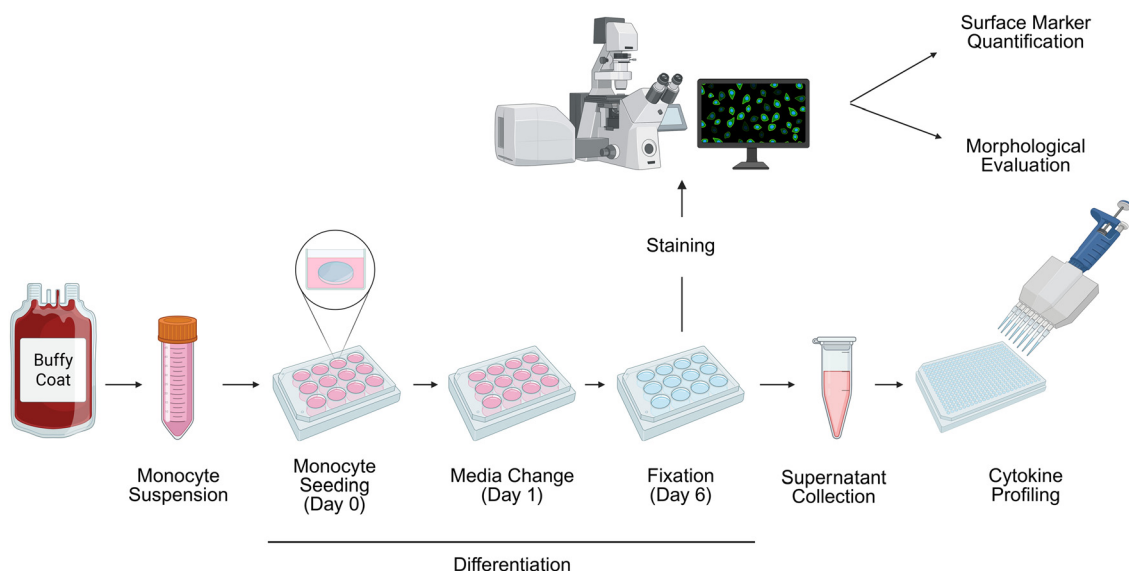 Surface Marker
Quantification
Morphological
Evaluation
Staining
Buffy
Coat
Monocyte
Suspension
Monocyte
Seeding
(Day 0)
Media Change
(Day 1)
Fixation
(Day 6)
Supernatant
Collection
Cytokine
Profiling
Differentiation